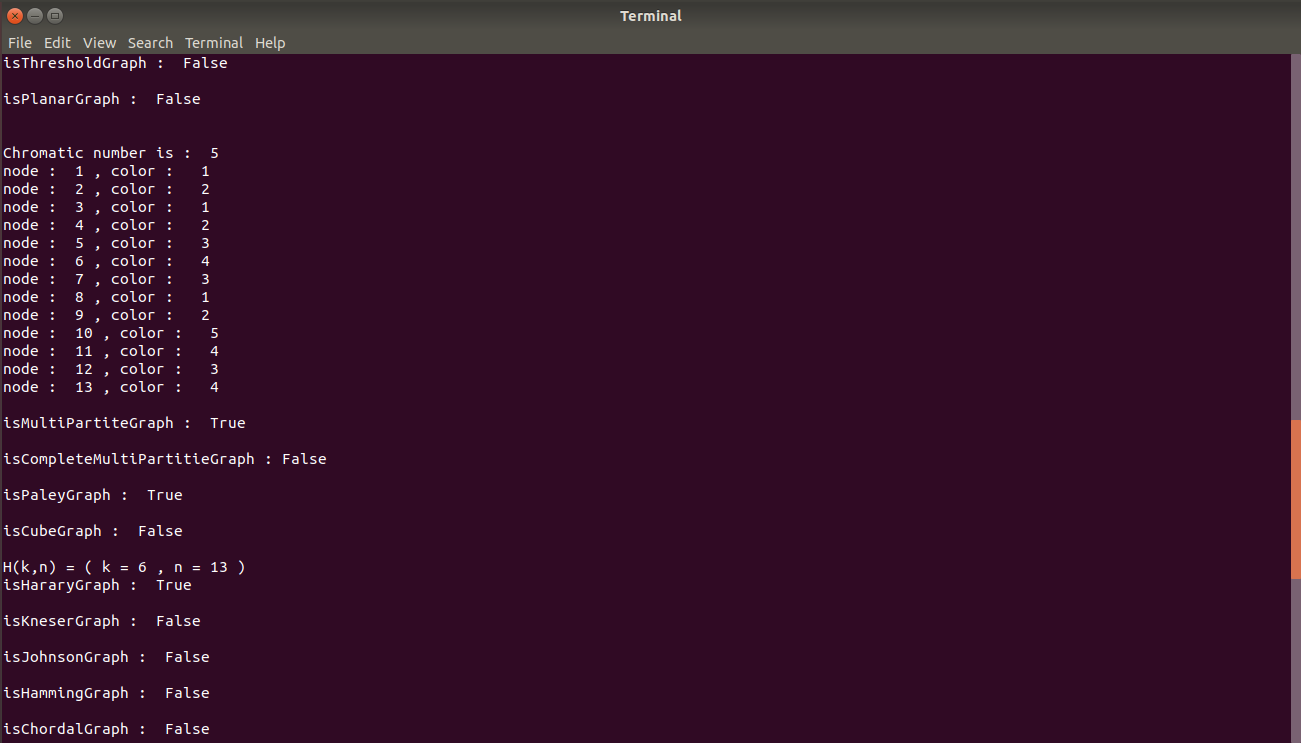 Terminal
File Edit View Search Terminal Help
isThresholdGraph :  False
isPlanarGraph :  False
Chromatic number is :  5
node :  1 , color :   1
node :  2 , color :   2
node :  3 , color :   1
node :  4 , color :   2
node :  5 , color :   3
node :  6 , color :   4
node :  7 , color :   3
node :  8 , color :   1
node :  9 , color :   2
node :  10 , color :   5
node :  11 , color :   4
node :  12 , color :   3
node :  13 , color :   4
isMultiPartiteGraph :  True
isCompleteMultiPartitieGraph : False
isPaleyGraph :  True
isCubeGraph :  False
H(k,n) = ( k = 6 , n = 13 )
isHararyGraph :  True
isKneserGraph :  False
isJohnsonGraph :  False
isHammingGraph :  False
isChordalGraph :  False